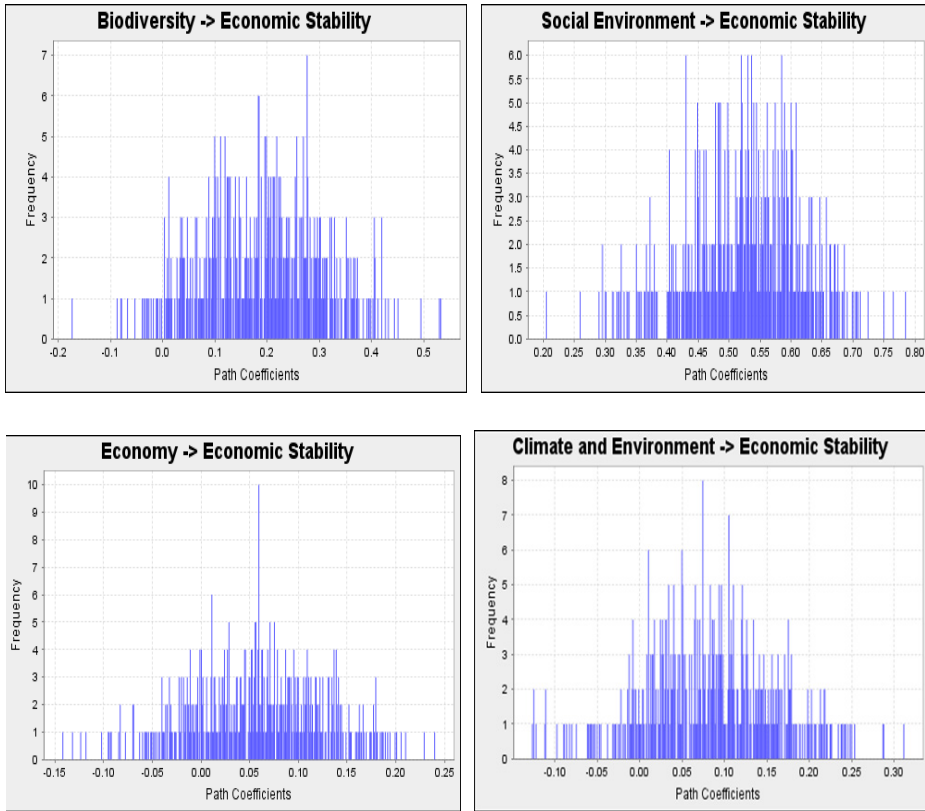 Biodiversity -> Economic Stability
7
6
5
4
3
2
1
0
Frequency
-0.2 -0.1 0.0 0.1 0.2 0.3 0.4 0.5
Path Coefficients
Social Environment -> Economic Stability
6.0
5.5
5.0
4.5
4.0
3.5
3.0
2.5
2.0
1.5
1.0
0.5
0.0
Frequency
0.20 0.25 0.30 0.35 0.40 0.45 0.50 0.55 0.60 0.65 0.70 0.75 0.80
Path Coefficients
Economy -> Economic Stability
10
9
8
7
6
5
4
3
2
1
0
Frequency
-0.15 -0.10 -0.05 0.00 0.05 0.10 0.15 0.20 0.25
Path Coefficients
Climate and Environment -> Economic Stability
8
7
6
5
4
3
2
1
0
Frequency
-0.10 -0.05 0.00 0.05 0.10 0.15 0.20 0.25 0.30
Path Coefficients